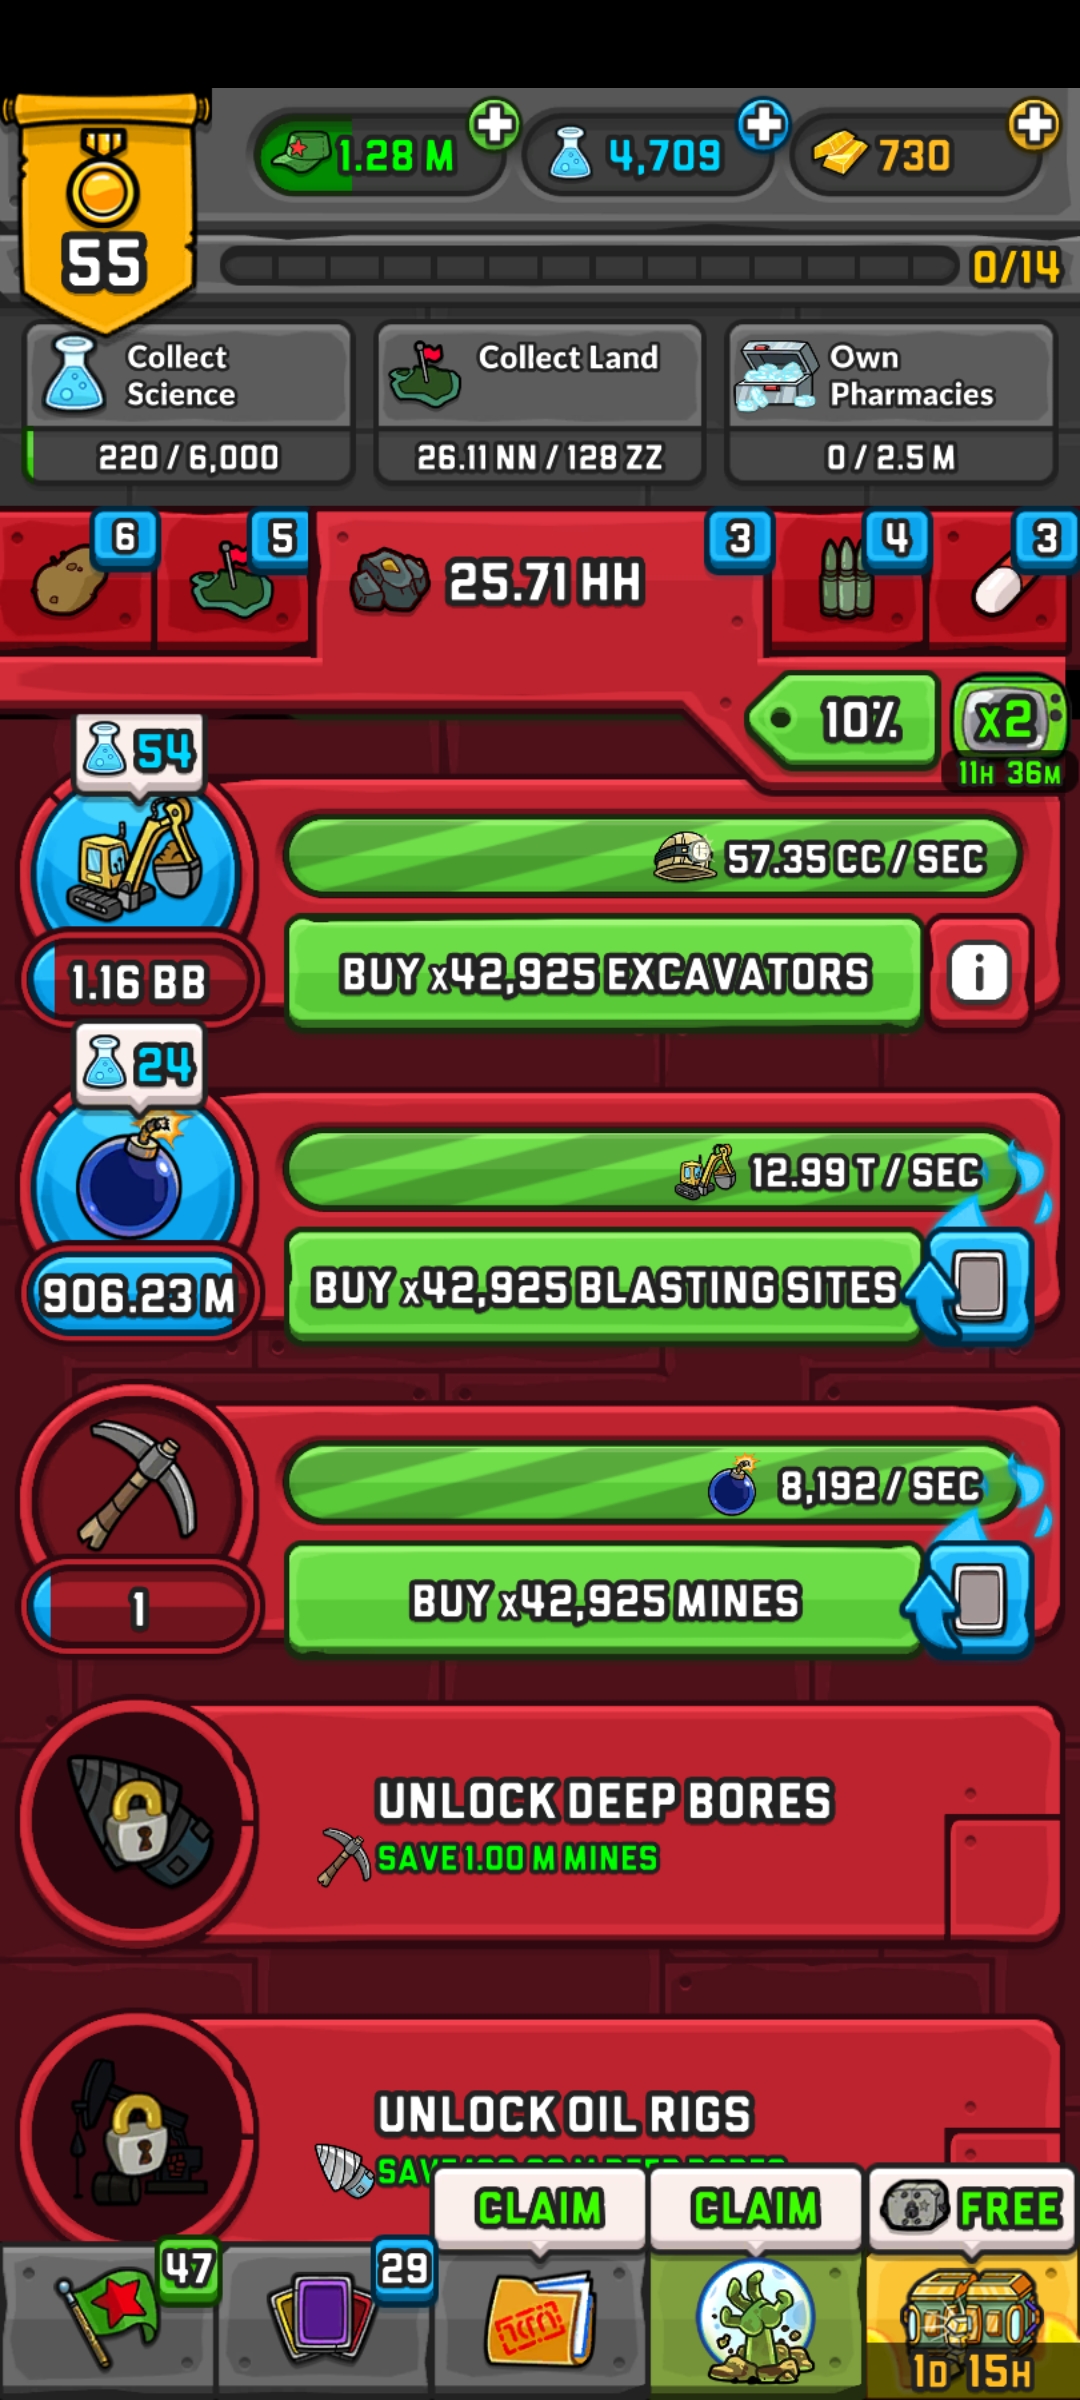 55
1.28 M
4,709
730
0/14
Collect
Science
220 / 6,000
Collect Land
26.11 NN / 128 ZZ
Own
Pharmacies
0 / 2.5 M
6
5
25.71 HH
3
4
3
10%
x2
11H 36M
54
57.35 CC / SEC
1.16 BB
BUY x42,925 EXCAVATORS
i
24
12.99 T / SEC
906.23 M
BUY x42,925 BLASTING SITES
8,192 / SEC
1
BUY x42,925 MINES
UNLOCK DEEP BORES
SAVE 1.00 M MINES
UNLOCK OIL RIGS
CLAIM
CLAIM
FREE
47
29
1D 15H